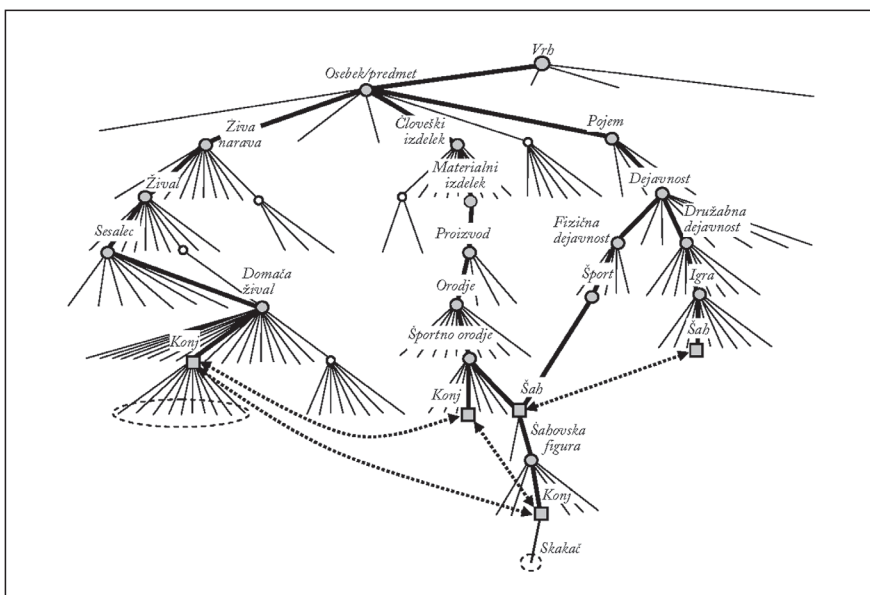 Vrh
Osebek/predmet
Živa
narava
Človeški
izdelek
Pojem
Žival
Materialni
izdelek
Dejavnost
Sesalec
Proizvod
Fizična
dejavnost
Družabna
dejavnost
Domača
žival
Orodje
Šport
Igra
Konj
Športno orodje
Šah
Konj
Šah
Šahovska
figura
Konj
Skakač